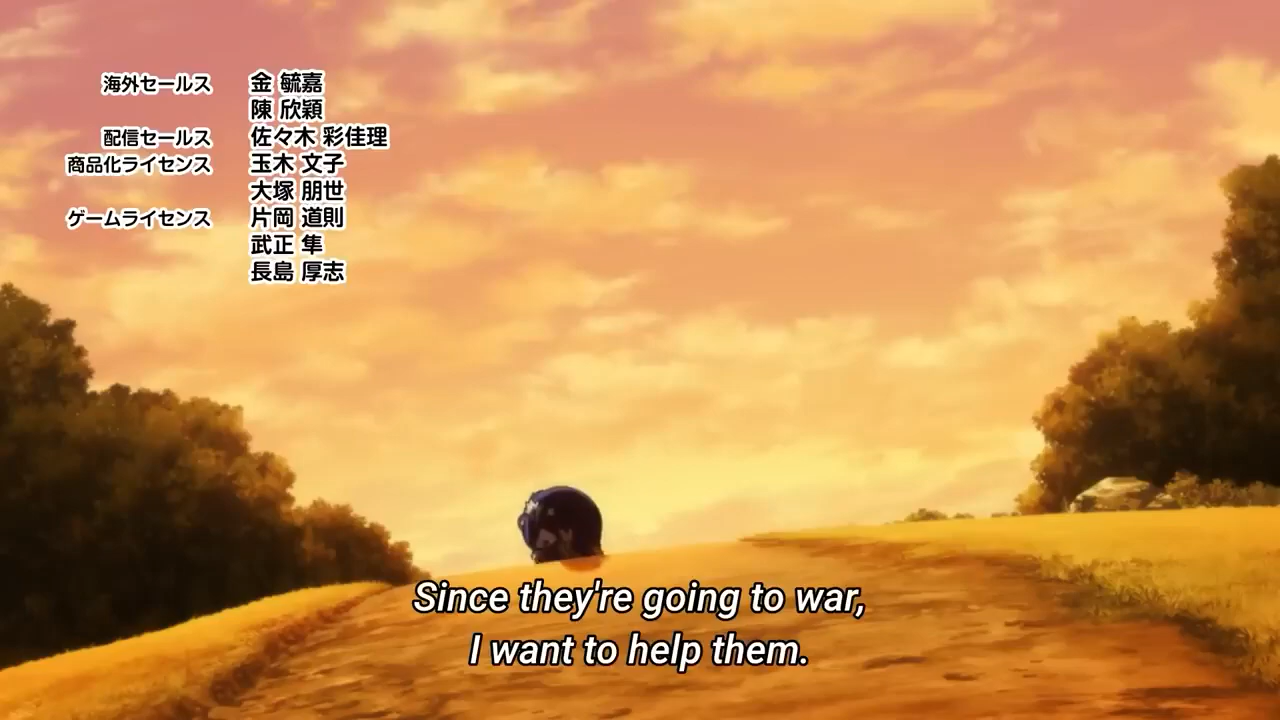 海外セールス 金 毓嘉
陳 欣穎
配信セールス 佐々木 彩佳理
商品化ライセンス 玉木 文子
大塚 朋世
ゲームライセンス 片岡 道則
武正 隼
長島 厚志
Since they're going to war,
I want to help them.